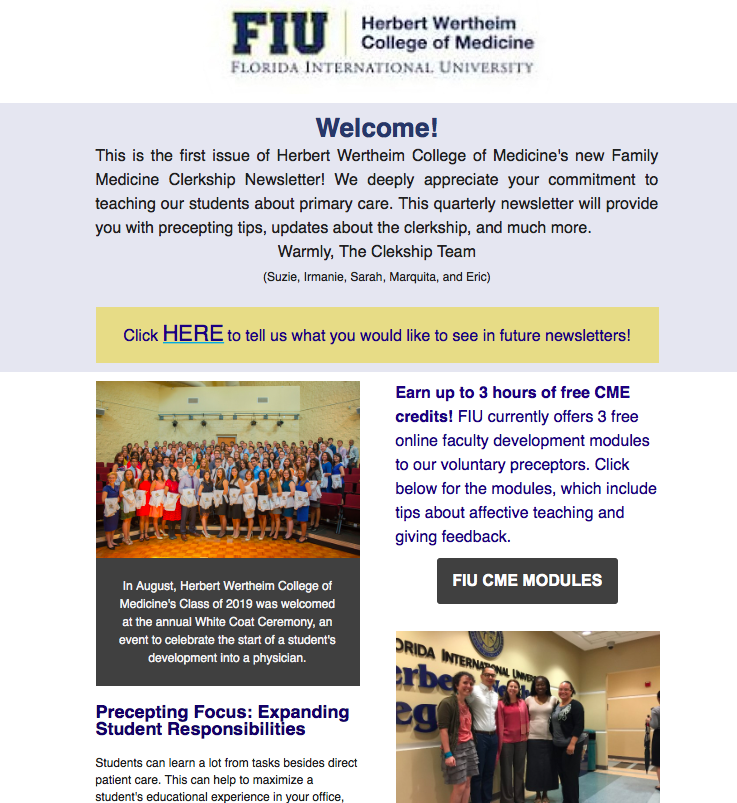 FIU
Herbert Wertheim
College of Medicine
FLORIDA INTERNATIONAL UNIVERSITY
Welcome!
This is the first issue of Herbert Wertheim College of Medicine's new Family
Medicine Clerkship Newsletter! We deeply appreciate your commitment to
teaching our students about primary care. This quarterly newsletter will provide
you with precepting tips, updates about the clerkship, and much more.
Warmly, The Clekship Team
(Suzie, Irmanie, Sarah, Marquita, and Eric)
Click HERE to tell us what you would like to see in future newsletters!
In August, Herbert Wertheim College of
Medicine's Class of 2019 was welcomed
at the annual White Coat Ceremony, an
event to celebrate the start of a student's
development into a physician.
Precepting Focus: Expanding
Student Responsibilities
Students can learn a lot from tasks besides direct
patient care. This can help to maximize a
student's educational experience in your office,
Earn up to 3 hours of free CME
credits! FIU currently offers 3 free
online faculty development modules
to our voluntary preceptors. Click
below for the modules, which include
tips about affective teaching and
giving feedback.
FIU CME MODULES
ORIDA INTERNATIONAL UNIVERS
erbe
eg